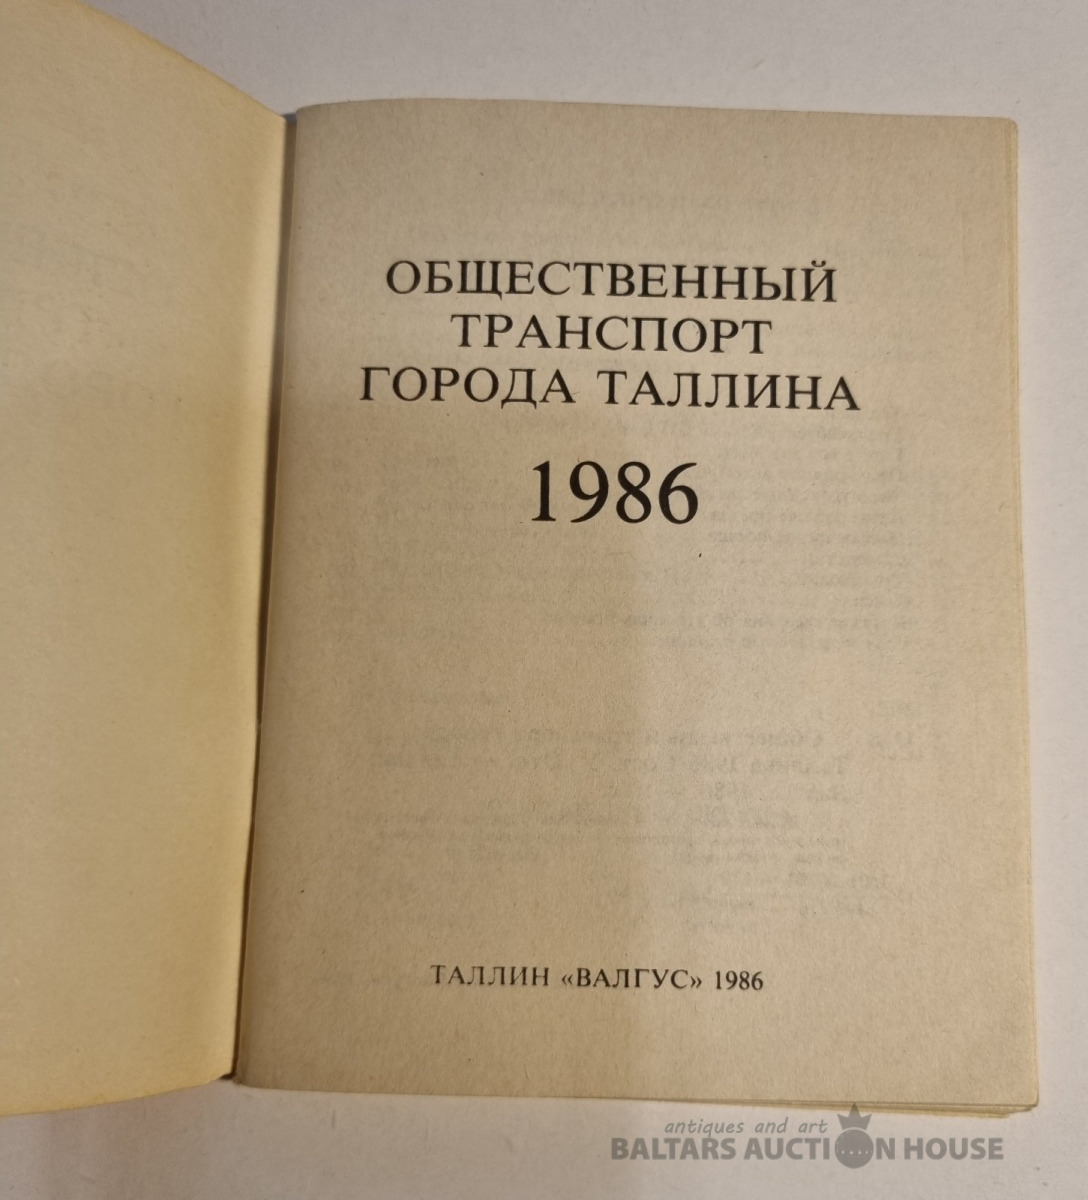 ОБЩЕСТВЕННЫЙ
ТРАНСПОРТ
ГОРОДА ТАЛЛИНА
1986
ТАЛЛИН «ВАЛГУС» 1986
antiques and art
BALTARS AUCTION HOUSE